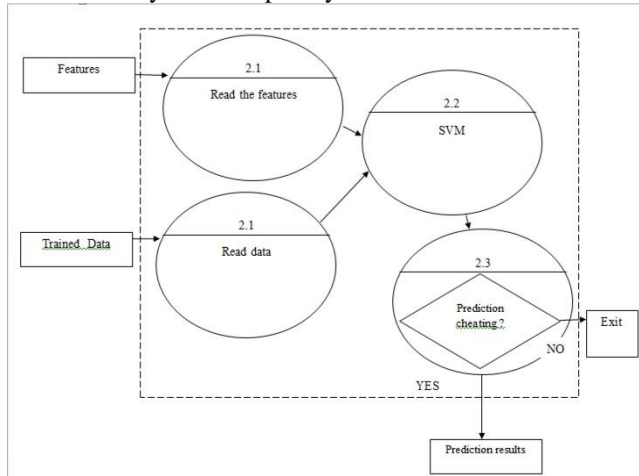 Features
2.1
Read the features
2.2
SVM
Trained Data
2.1
Read data
2.3
Prediction
cheating?
Exit
NO
YES
Prediction results